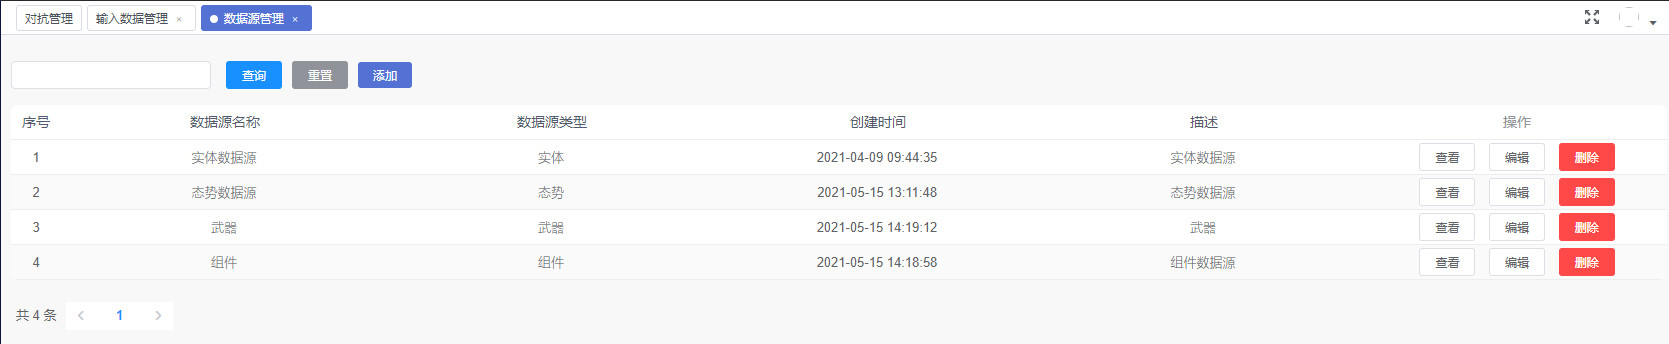 对抗管理 输入数据管理 × 数据源管理 ×
查询 重置 添加
序号 数据源名称 数据源类型 创建时间 描述 操作
1 实体数据源 实体 2021-04-09 09:44:35 实体数据源 查看 编辑 删除
2 态势数据源 态势 2021-05-15 13:11:48 态势数据源 查看 编辑 删除
3 武器 武器 2021-05-15 14:19:12 武器 查看 编辑 删除
4 组件 组件 2021-05-15 14:18:58 组件数据源 查看 编辑 删除
共 4 条 1